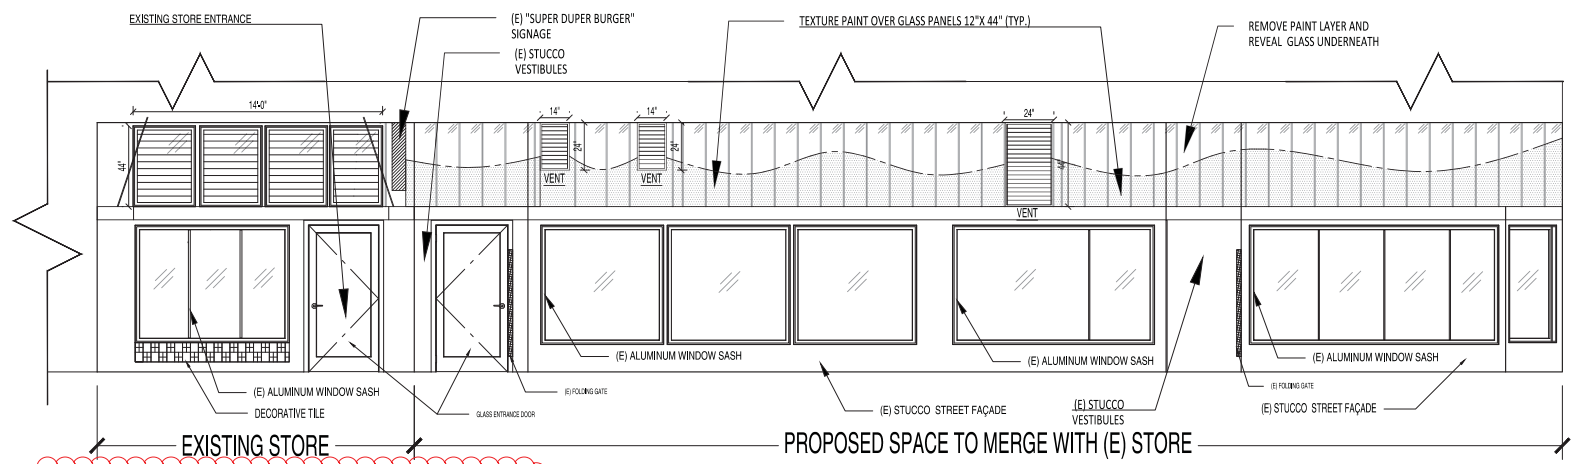 EXISTING STORE ENTRANCE
(E) "SUPER DUPER BURGER"
SIGNAGE
(E) STUCCO
VESTIBULES
TEXTURE PAINT OVER GLASS PANELS 12"X 44" (TYP.)
REMOVE PAINT LAYER AND
REVEAL GLASS UNDERNEATH
14'-0"
14"
14"
24"
44"
24"
24"
44"
VENT
VENT
VENT
(E) ALUMINUM WINDOW SASH
(E) ALUMINUM WINDOW SASH
(E) ALUMINUM WINDOW SASH
(E) ALUMINUM WINDOW SASH
DECORATIVE TILE
GLASS ENTRANCE DOOR
(E) FOLDING GATE
(E) FOLDING GATE
(E) STUCCO STREET FAÇADE
(E) STUCCO
VESTIBULES
(E) STUCCO STREET FAÇADE
EXISTING STORE
PROPOSED SPACE TO MERGE WITH (E) STORE